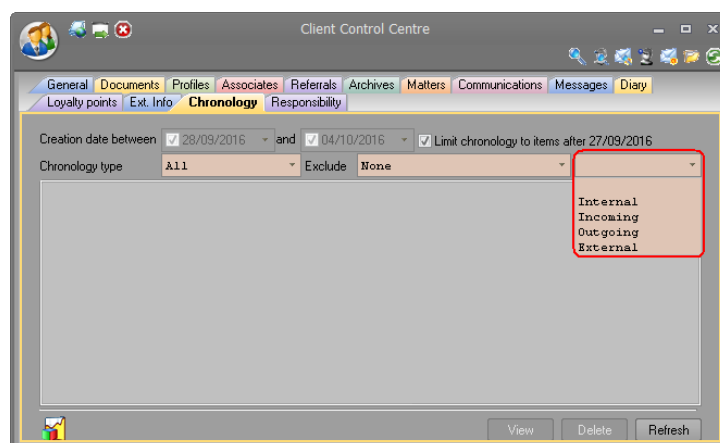 Client Control Centre
General Documents Profiles Associates Referrals Archives Matters Communications Messages Diary
Loyalty points Ext. Info Chronology Responsibility
Creation date between 28/09/2016 and 04/10/2016 Limit chronology to items after 27/09/2016
Chronology type All Exclude None
Internal
Incoming
Outgoing
External
View Delete Refresh